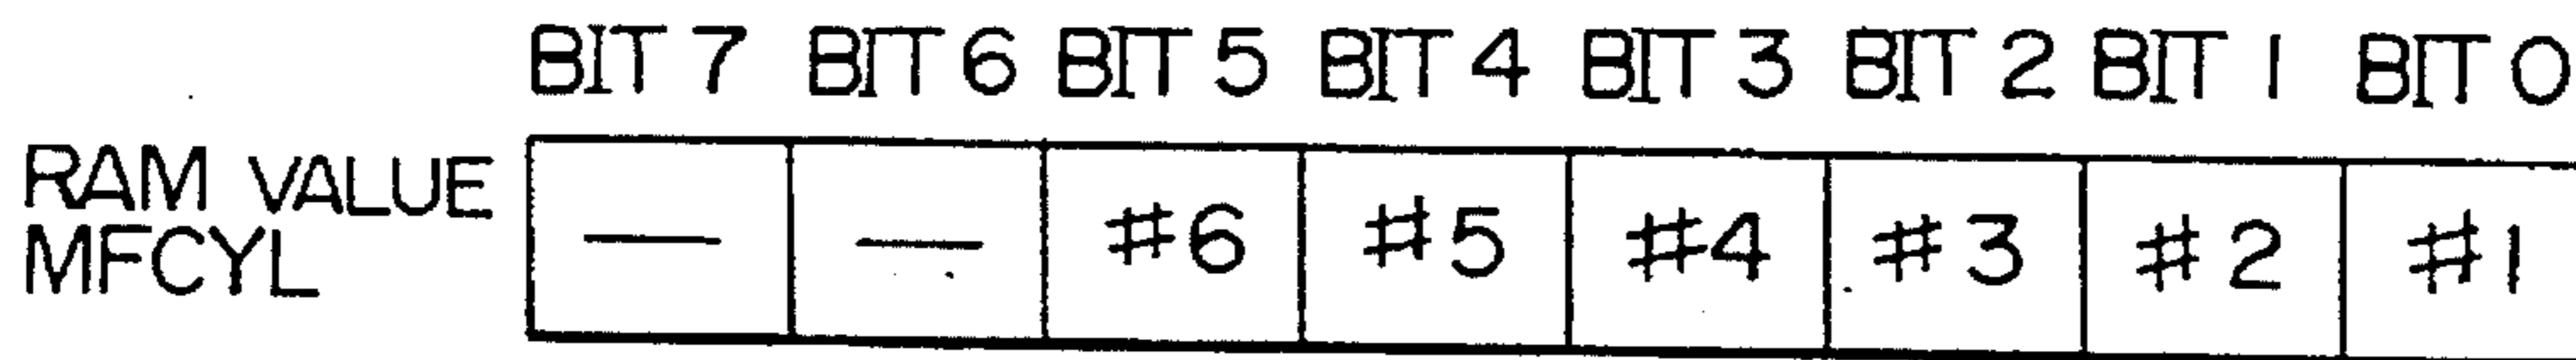 BIT 7 BIT 6 BIT 5 BIT 4 BIT 3 BIT 2 BIT 1 BIT 0
RAM VALUE
MFCYL — — #6 #5 #4 #3 #2 #1